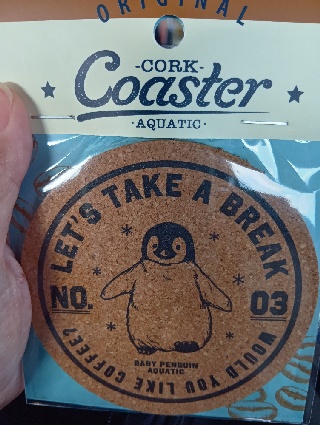 ORIGINAL
-CORK-
Coaster
·AQUATIC·
LET'S TAKE A BREAK
NO. 03
BABY PENGUIN
AQUATIC
WOULD YOU LIKE COFFEE?